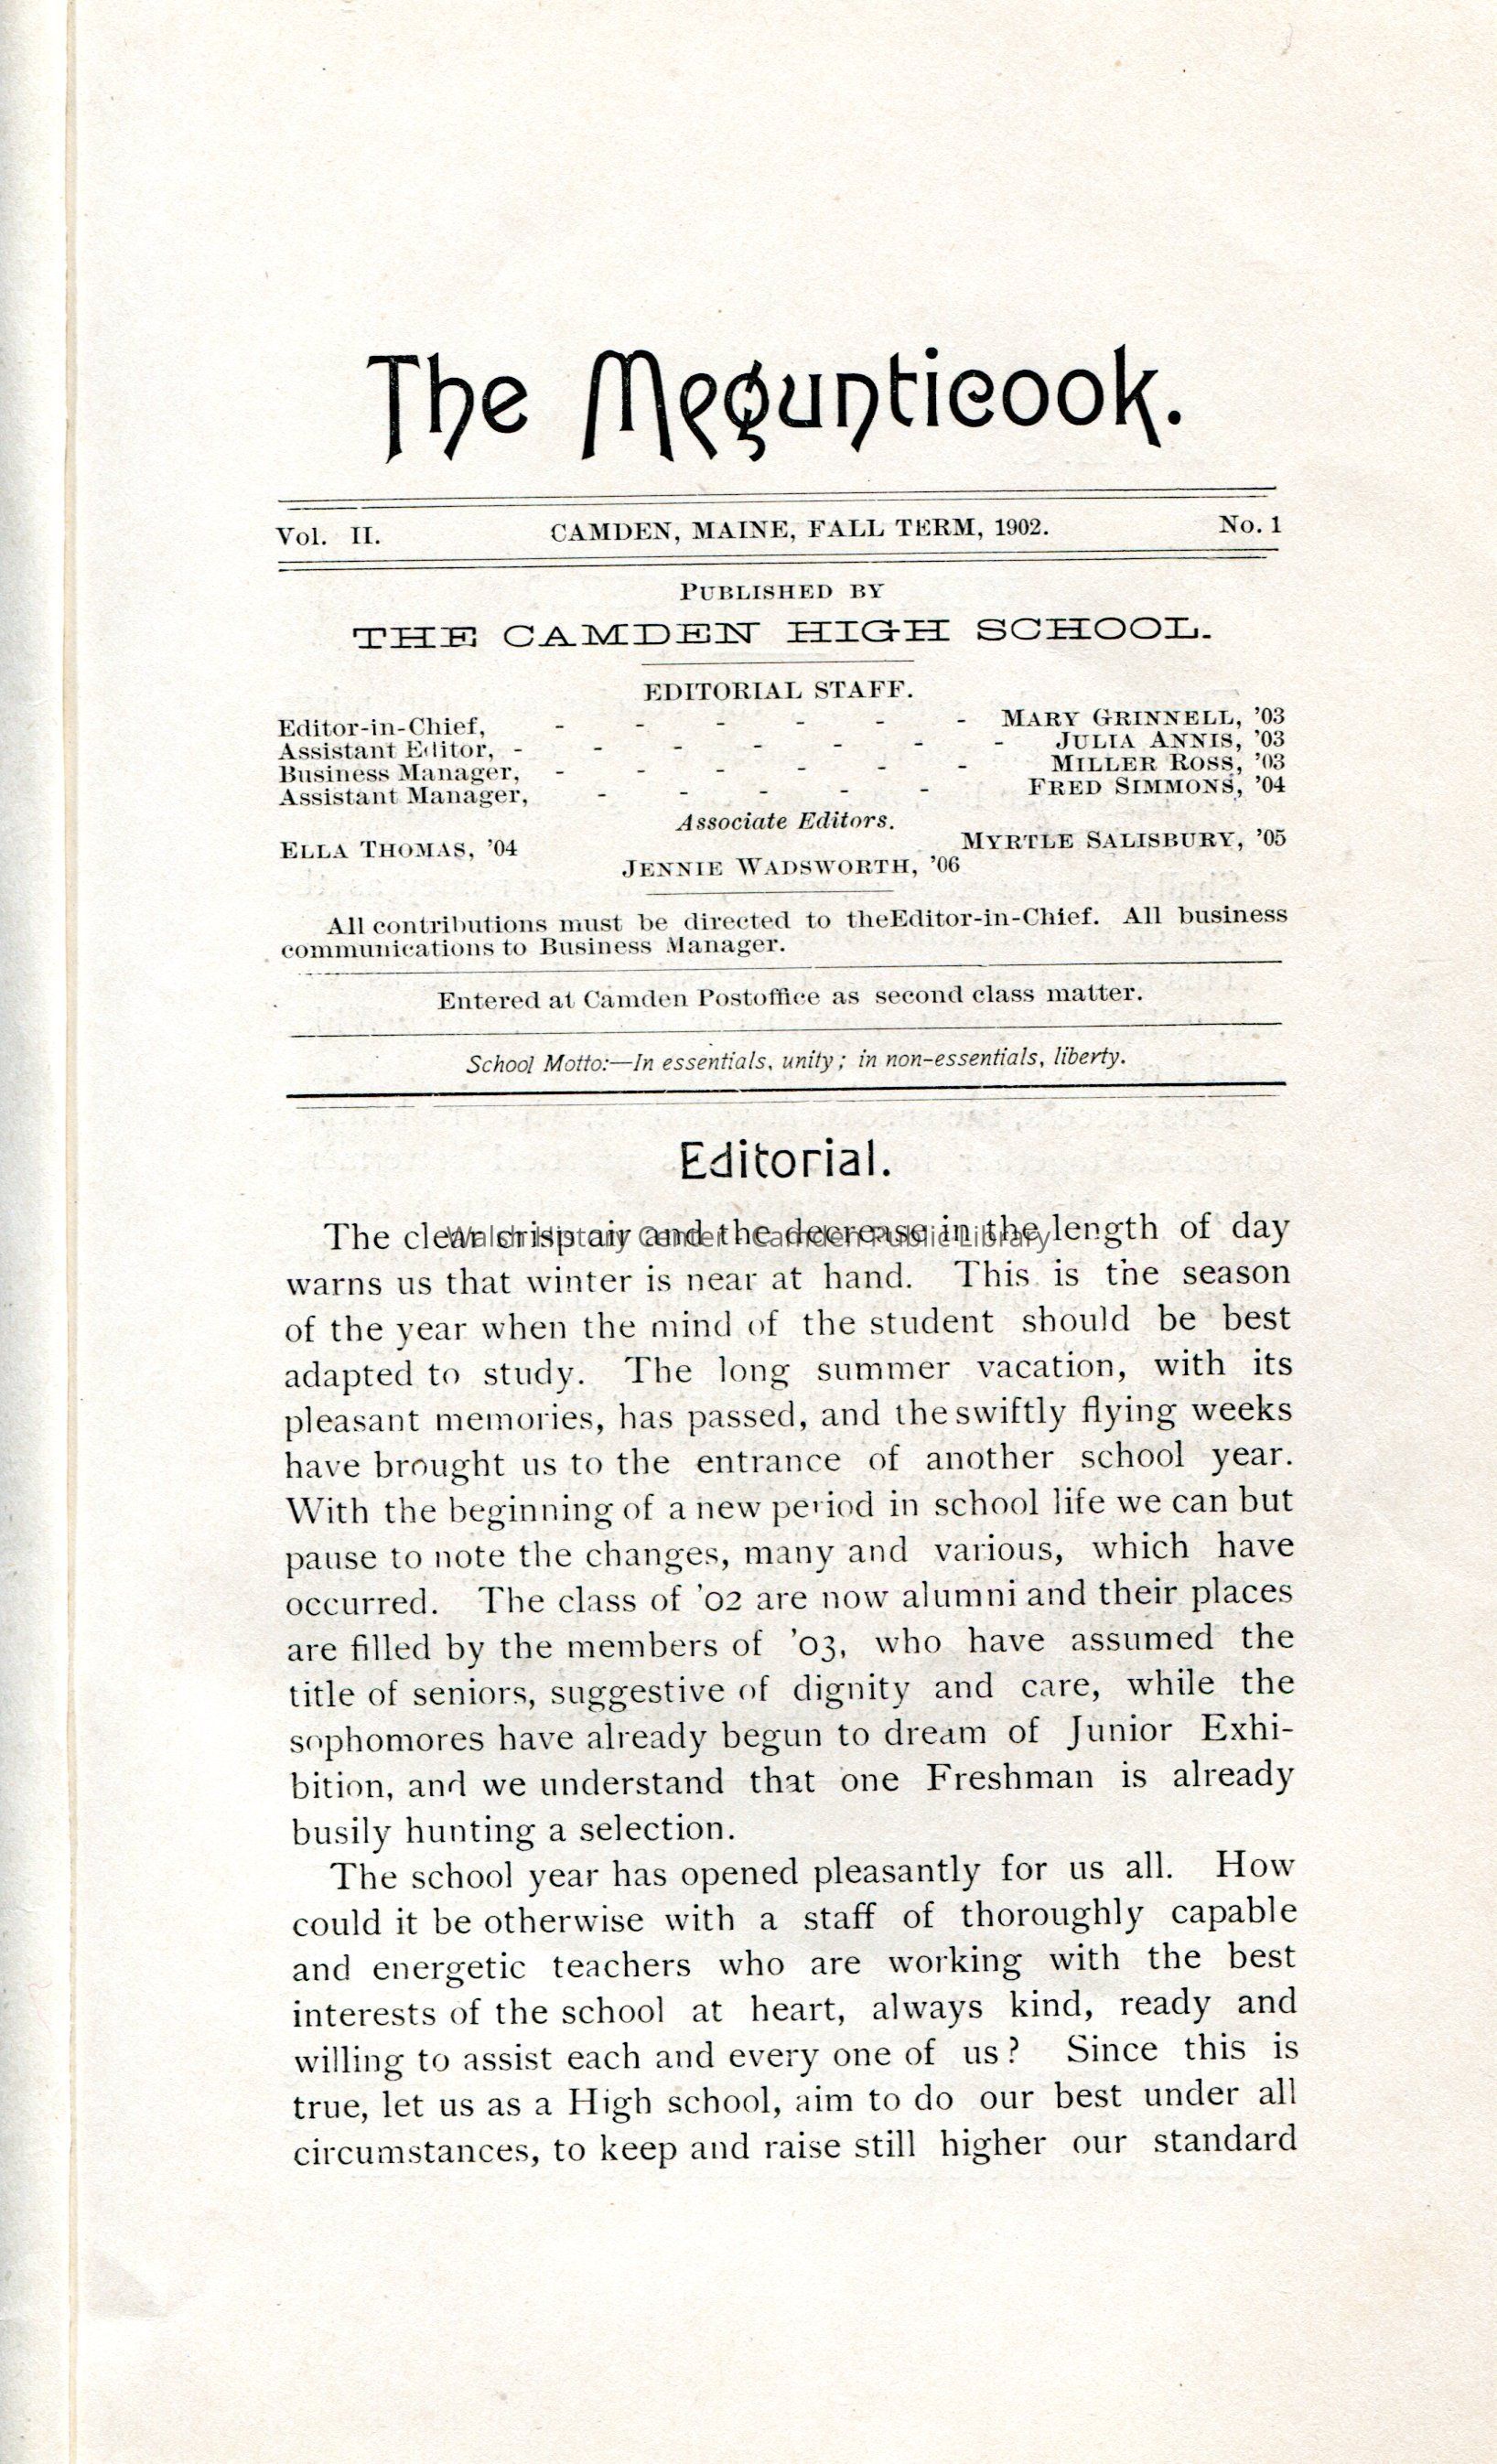 The Megunticook.
Vol. II.
CAMDEN, MAINE, FALL TERM, 1902.
No. 1
PUBLISHED BY
THE CAMDEN HIGH SCHOOL.
EDITORIAL STAFF.
Editor-in-Chief, - - - - - - MARY GRINNELL, '03
Assistant Editor, - - - - - - - JULIA ANNIS, '03
Business Manager, - - - - - - MILLER ROSS, '03
Assistant Manager, - - - - - FRED SIMMONS, '04
Associate Editors.
ELLA THOMAS, '04
MYRTLE SALISBURY, '05
JENNIE WADSWORTH, '06
All contributions must be directed to theEditor-in-Chief. All business
communications to Business Manager.
Entered at Camden Postoffice as second class matter.
School Motto:—In essentials, unity; in non-essentials, liberty.
Editorial.
The clear crisp air and the decrease in the length of day
warns us that winter is near at hand. This is the season
of the year when the mind of the student should be best
adapted to study. The long summer vacation, with its
pleasant memories, has passed, and the swiftly flying weeks
have brought us to the entrance of another school year.
With the beginning of a new period in school life we can but
pause to note the changes, many and various, which have
occurred. The class of '02 are now alumni and their places
are filled by the members of '03, who have assumed the
title of seniors, suggestive of dignity and care, while the
sophomores have already begun to dream of Junior Exhi-
bition, and we understand that one Freshman is already
busily hunting a selection.
The school year has opened pleasantly for us all. How
could it be otherwise with a staff of thoroughly capable
and energetic teachers who are working with the best
interests of the school at heart, always kind, ready and
willing to assist each and every one of us? Since this is
true, let us as a High school, aim to do our best under all
circumstances, to keep and raise still higher our standard